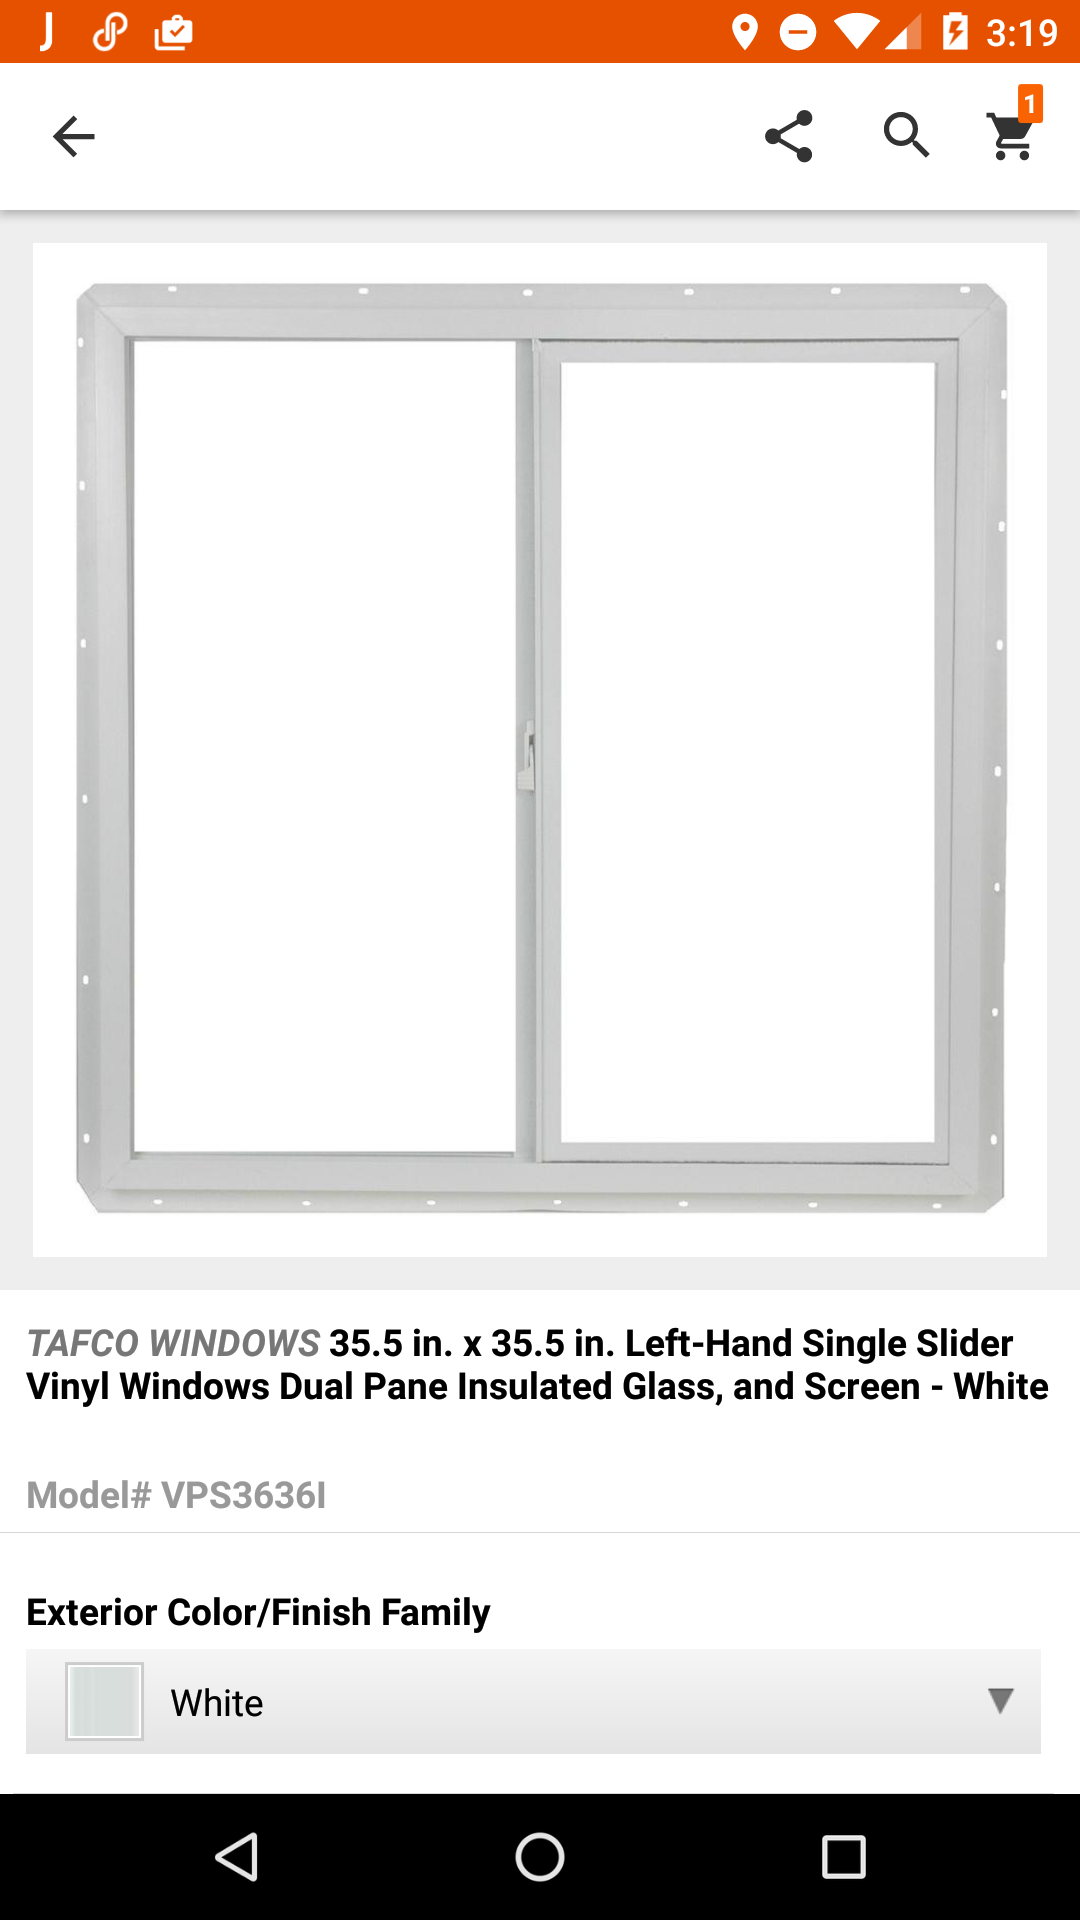 3:19
1
TAFCO WINDOWS 35.5 in. x 35.5 in. Left-Hand Single Slider
Vinyl Windows Dual Pane Insulated Glass, and Screen - White
Model# VPS3636I
Exterior Color/Finish Family
White